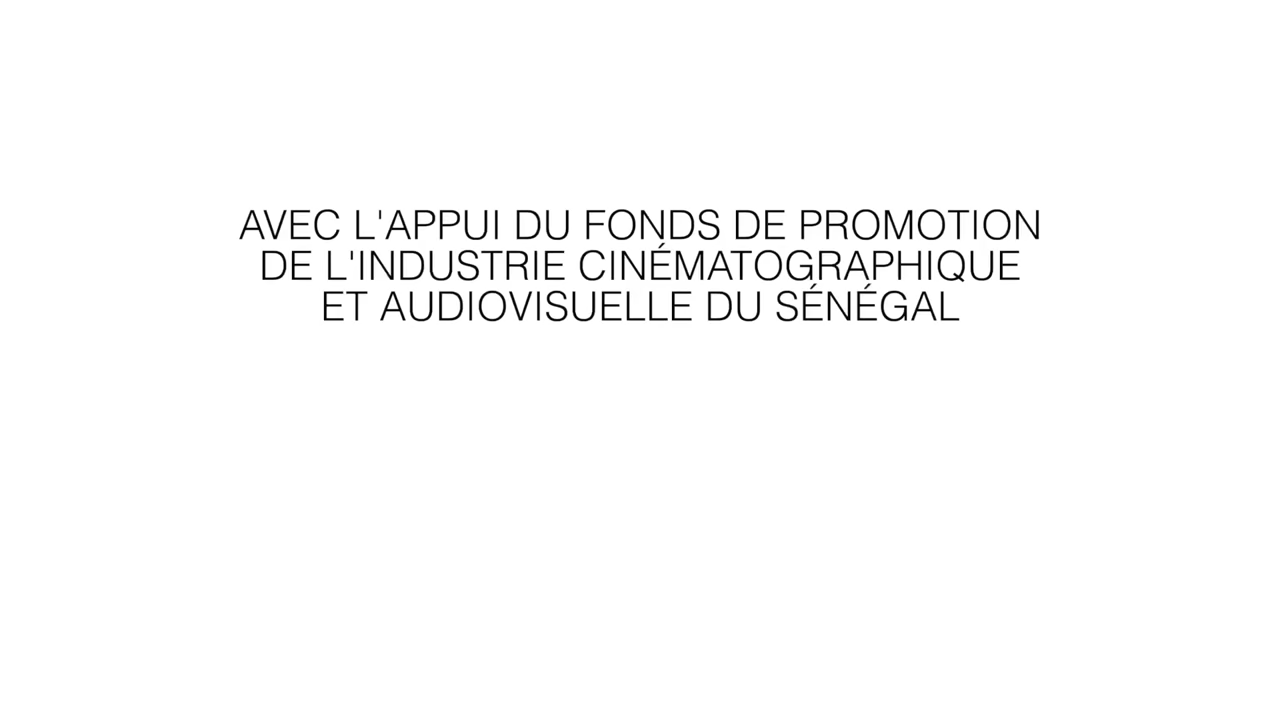 AVEC L'APPUI DU FONDS DE PROMOTION
DE L'INDUSTRIE CINÉMATOGRAPHIQUE
ET AUDIOVISUELLE DU SÉNÉGAL